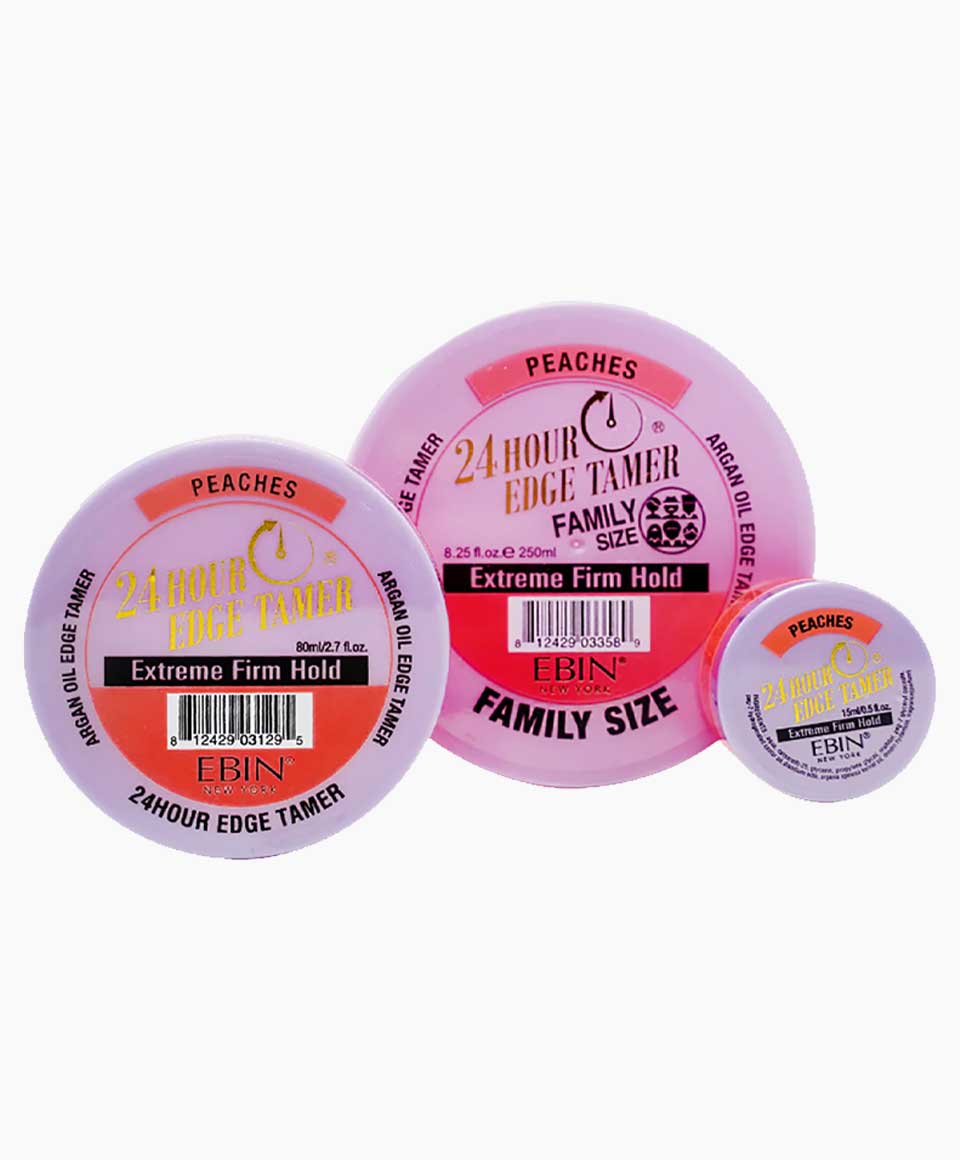 PEACHES
24 HOUR
EDGE TAMER
®
80ml/2.7 fl.oz.
Extreme Firm Hold
8 12429 03129 5
EBIN®
NEW YORK
24HOUR EDGE TAMER
ARGAN OIL EDGE TAMER
ARGAN OIL EDGE TAMER
PEACHES
24 HOUR
EDGE TAMER
®
FAMILY
SIZE
8.25 fl.oz.e 250ml
Extreme Firm Hold
8 12429 03358 9
EBIN®
NEW YORK
FAMILY SIZE
GE TAMER
ARGAN OIL EDGE TAM
PEACHES
24 HOUR
EDGE TAMER
®
15ml/0.5 fl.oz.
Extreme Firm Hold
EBIN®
NEW YORK